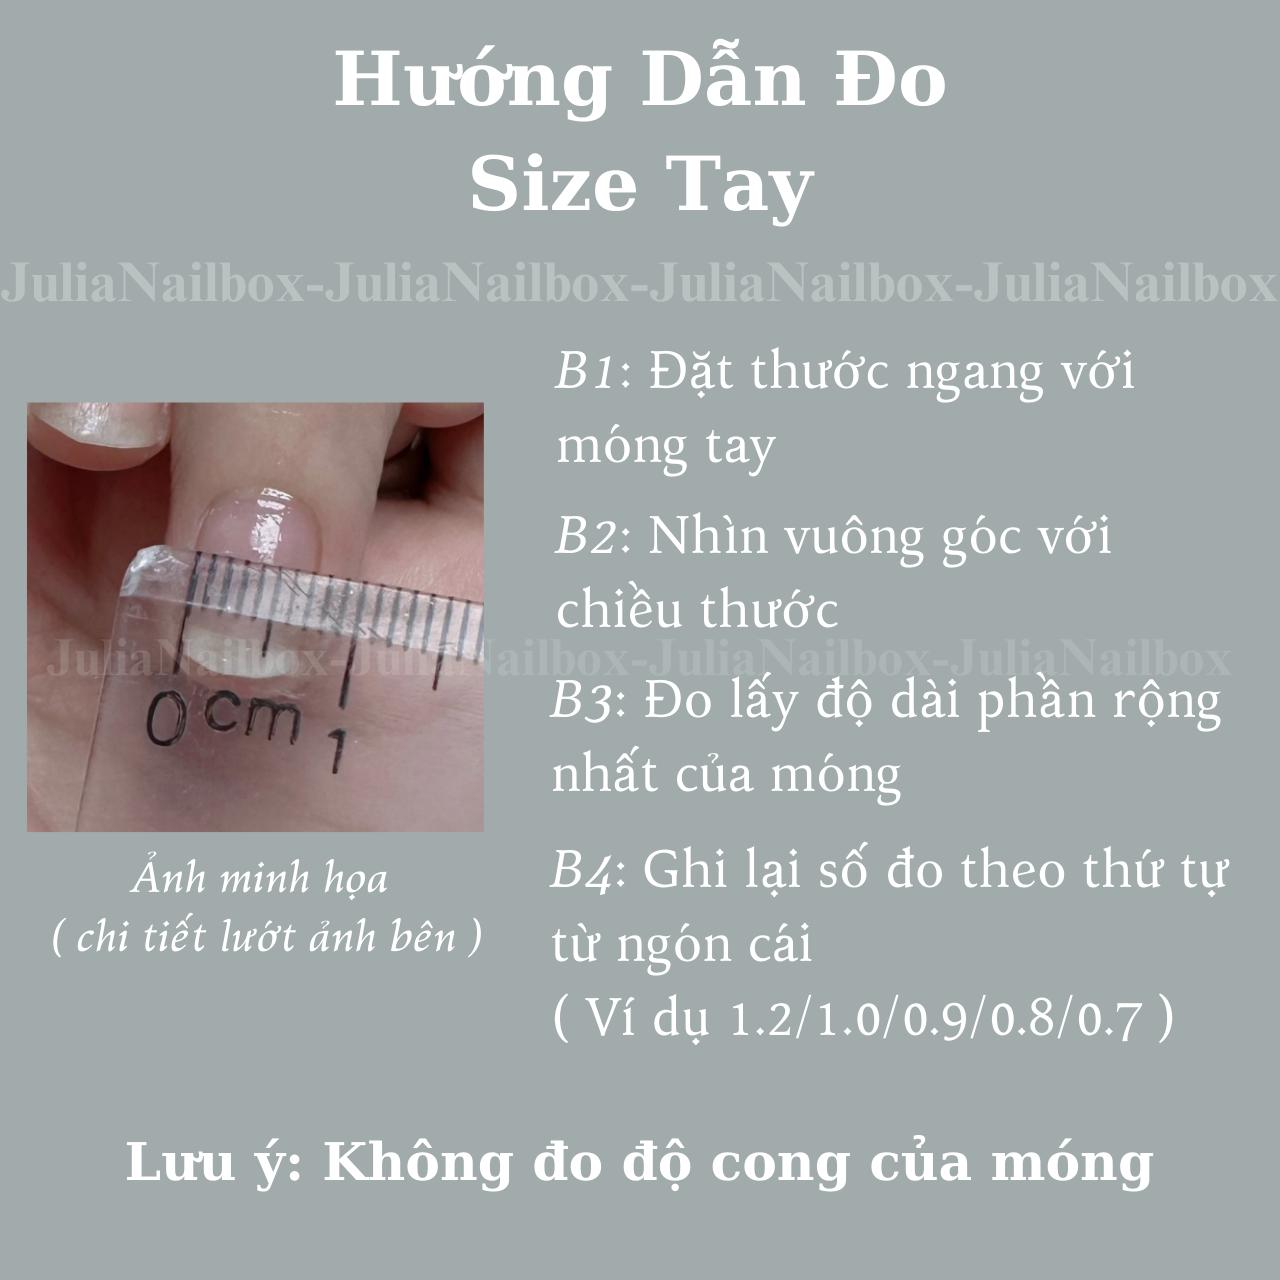 Hướng Dẫn Đo
Size Tay
JuliaNailbox-JuliaNailbox-JuliaNailbox-JuliaNailbox
B1: Đặt thước ngang với
móng tay
B2: Nhìn vuông góc với
chiều thước
JuliaNailbox-JuliaNailbox-JuliaNailbox-JuliaNailbox
0 cm 1
B3: Đo lấy độ dài phần rộng
nhất của móng
Ảnh minh họa
( chi tiết lướt ảnh bên )
B4: Ghi lại số đo theo thứ tự
từ ngón cái
( Ví dụ 1.2/1.0/0.9/0.8/0.7 )
Lưu ý: Không đo độ cong của móng